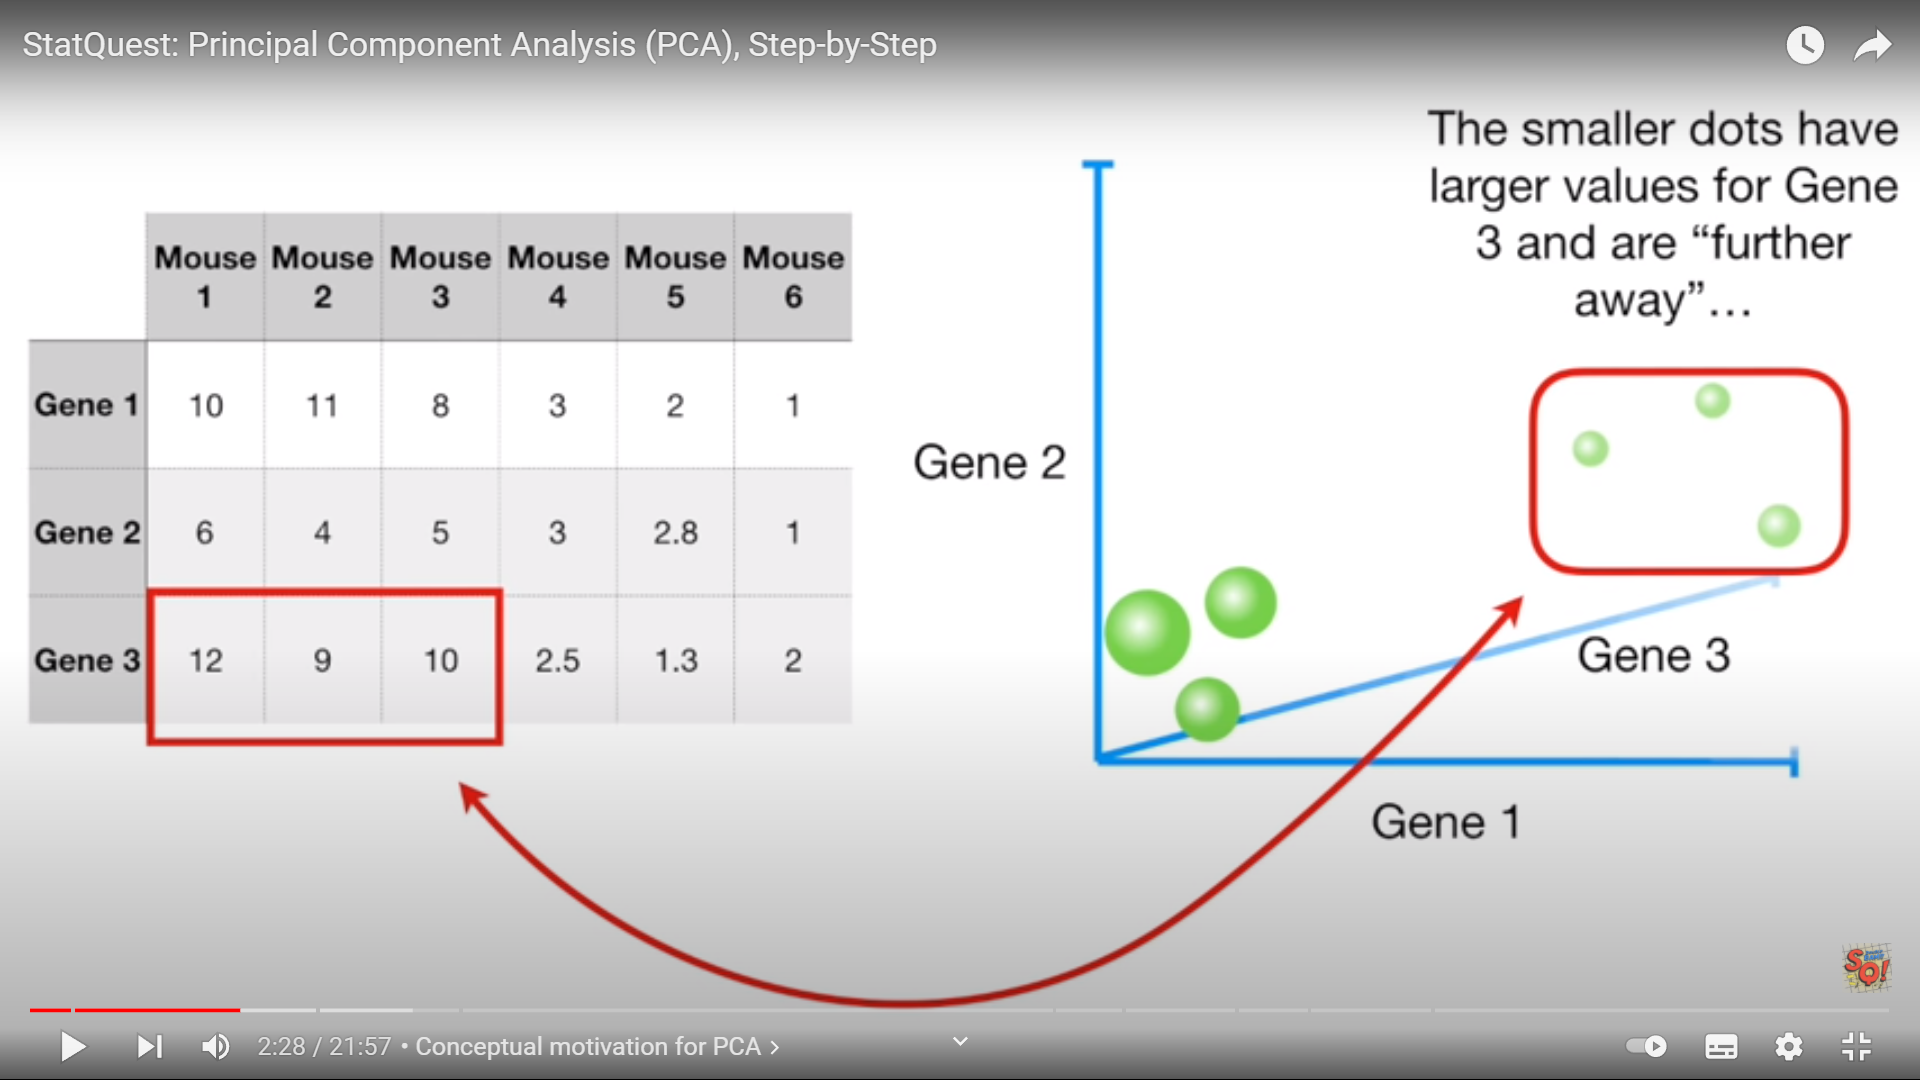 StatQuest: Principal Component Analysis (PCA), Step-by-Step
The smaller dots have
larger values for Gene
3 and are “further
away”…
Mouse 1 Mouse 2 Mouse 3 Mouse 4 Mouse 5 Mouse 6
Gene 1 10 11 8 3 2 1
Gene 2 6 4 5 3 2.8 1
Gene 3 12 9 10 2.5 1.3 2
Gene 2
Gene 3
Gene 1
SQ!
2:28 / 21:57 • Conceptual motivation for PCA